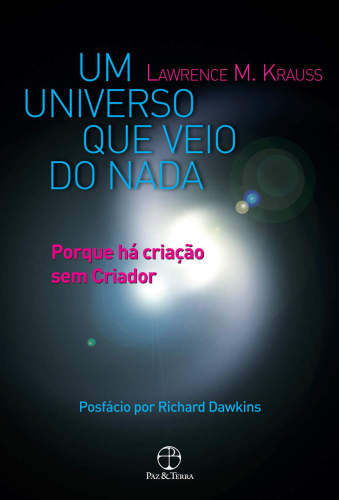 UM
LAWRENCE M. KRAUSS
UNIVERSO
QUE VEIO
DO NADA
Porque há criação
sem Criador
Posfácio por Richard Dawkins
PAZ & TERRA